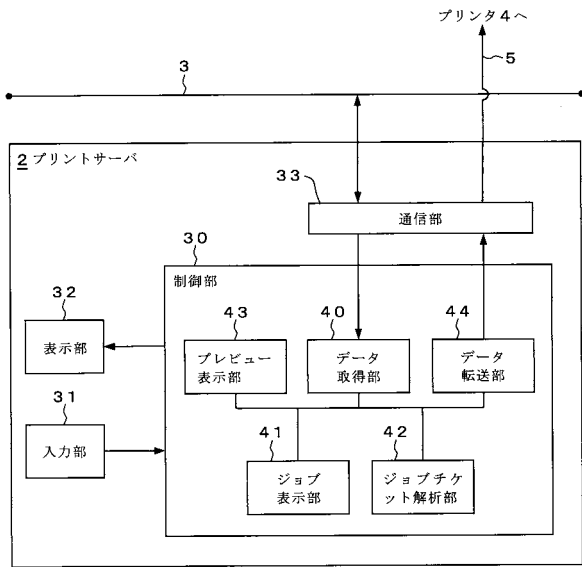 プリンタ4へ
5
3
2 プリントサーバ
33
通信部
30
制御部
32
表示部
43
プレビュー
表示部
40
データ
取得部
44
データ
転送部
31
入力部
41
ジョブ
表示部
42
ジョブチケ
ット解析部